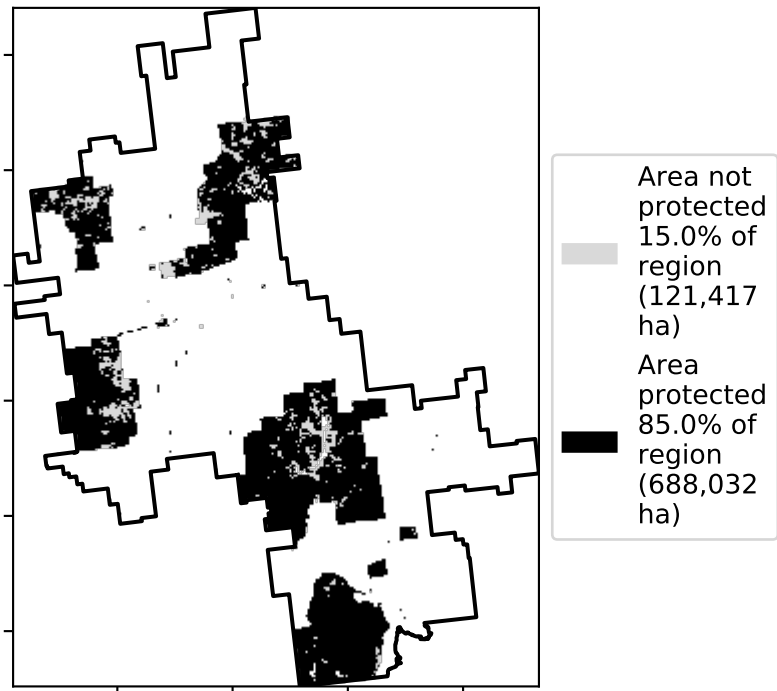 Area not
protected
15.0% of
region
(121,417
ha)
Area
protected
85.0% of
region
(688,032
ha)